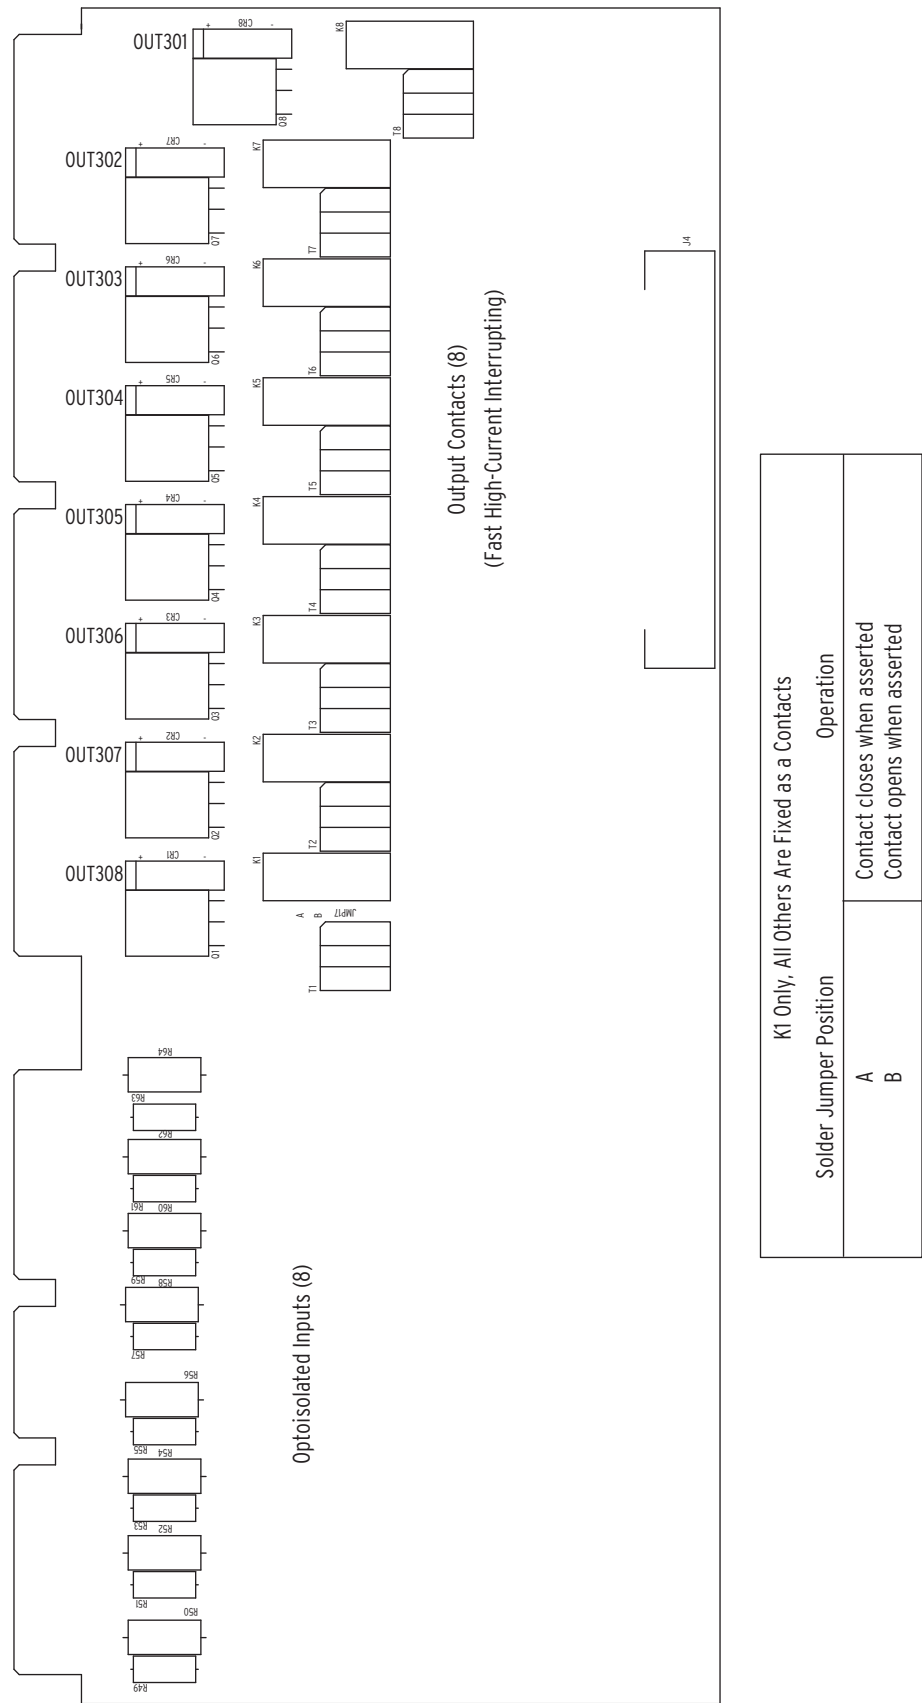 OUT301
+ CR8 -
Q8
K8
T8
OUT302
+ CR7 -
Q7
K7
T7
OUT303
+ CR6 -
Q6
K6
T6
OUT304
+ CR5 -
Q5
K5
T5
OUT305
+ CR4 -
Q4
K4
T4
OUT306
+ CR3 -
Q3
K3
T3
OUT307
+ CR2 -
Q2
K2
T2
OUT308
+ CR1 -
Q1
K1
A
B
JMP17
T1
J4
Output Contacts (8)
(Fast High-Current Interrupting)
R64
R63
R62
R61
R60
R59
R58
R57
R56
R55
R54
R53
R52
R51
R50
R49
Optoisolated Inputs (8)
K1 Only, All Others Are Fixed as a Contacts
Solder Jumper Position Operation
A Contact closes when asserted
B Contact opens when asserted